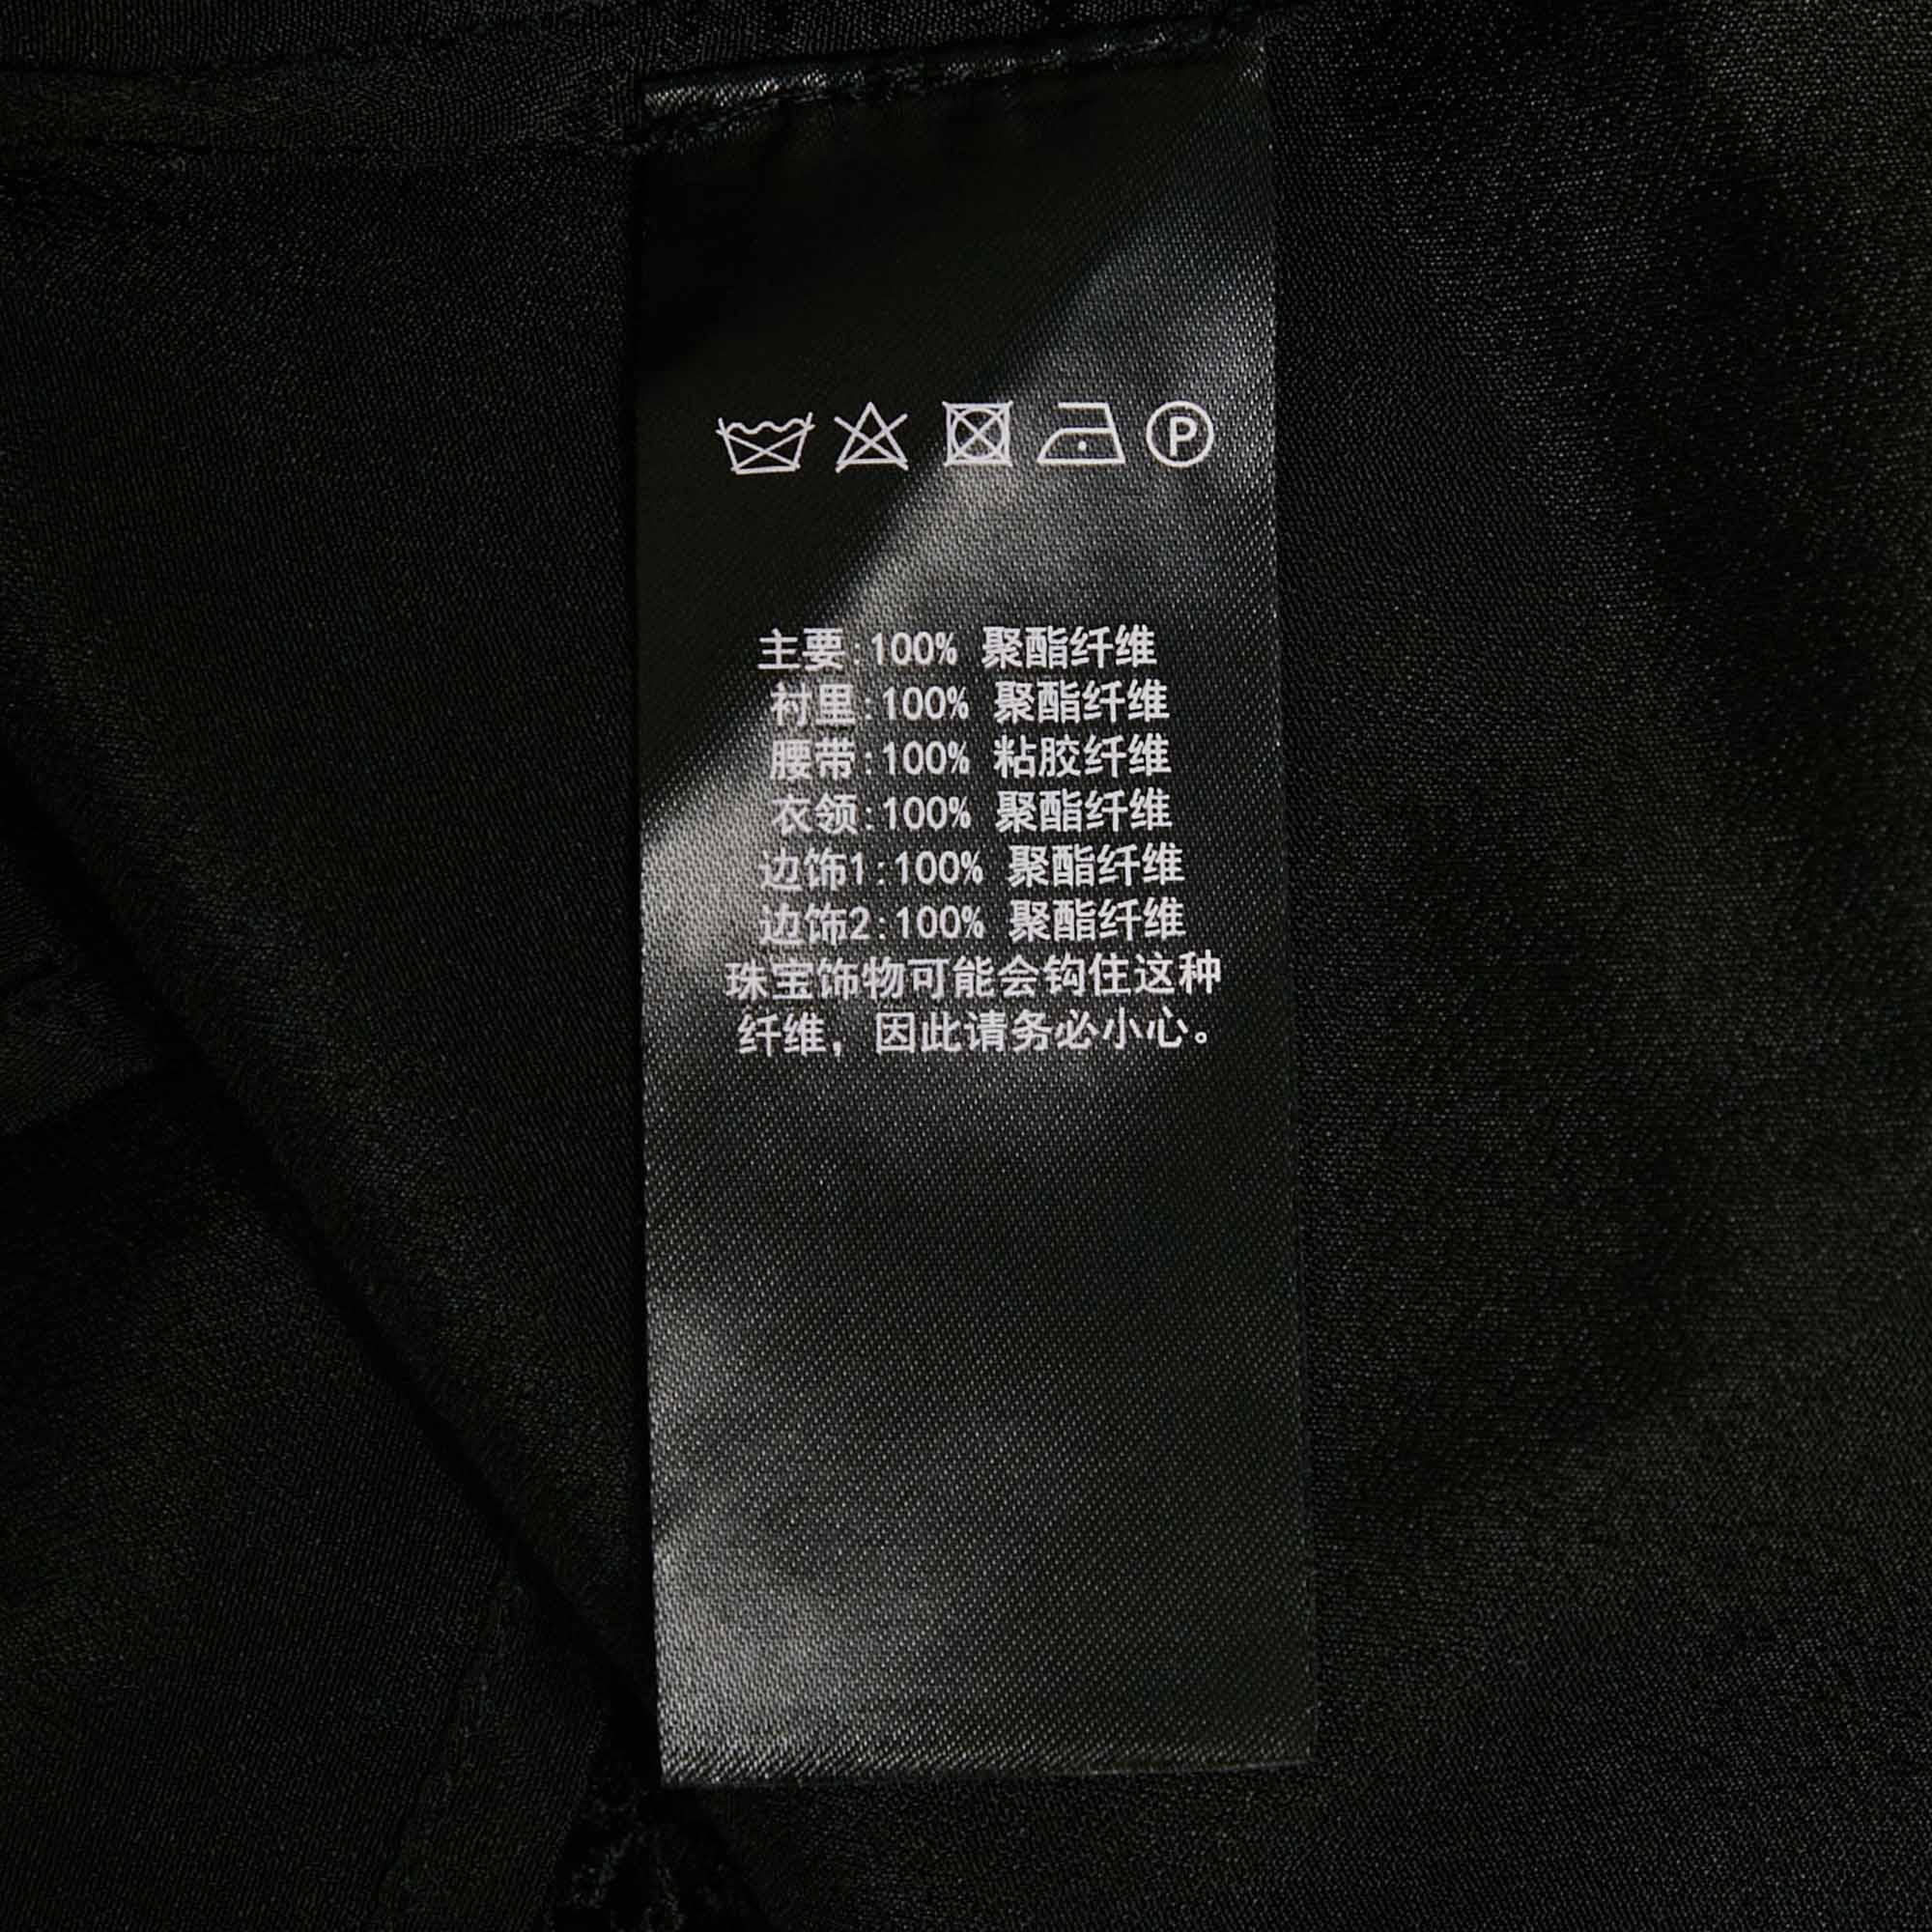 P
主要:100% 聚酯纤维
衬里:100% 聚酯纤维
腰带:100% 粘胶纤维
衣领:100% 聚酯纤维
边饰1:100% 聚酯纤维
边饰2:100% 聚酯纤维
珠宝饰物可能会钩住这种
纤维，因此请务必小心。